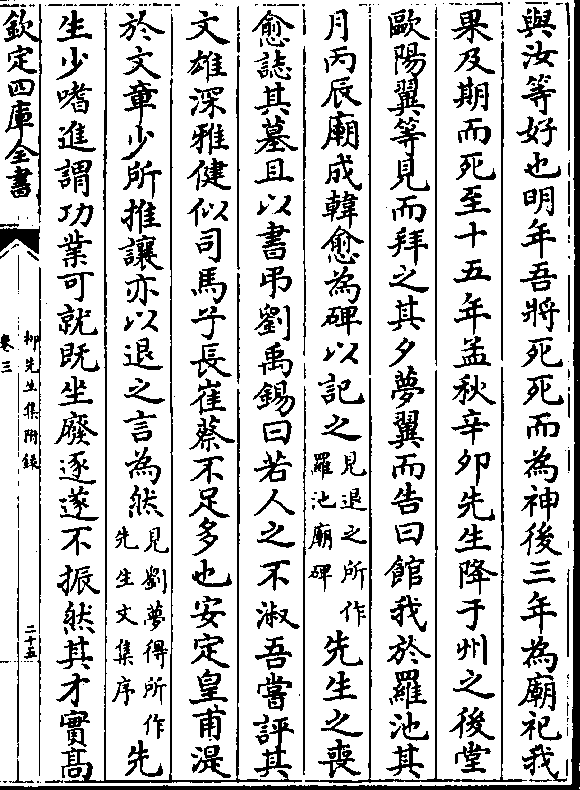 與汝等好也明年吾將死死而為神後三年為廟祀我
果及期而死至十五年孟秋辛卯先生降于州之後堂
歐陽翼等見而拜之其夕夢翼而告曰館我於羅池其
月丙辰廟成韓愈為碑以記之見退之所作羅池廟碑先生之喪
愈誌其墓且以書弔劉禹錫曰若人之不淑吾嘗評其
文雄深雅健似司馬子長崔蔡不足多也安定皇甫湜
於文章少所推讓亦以退之言為然見劉夢得所作先生文集序先
生少嗜進謂功業可就既坐廢逐遂不振然其才實高
欽定四庫全書
柳先生集附錄
卷三
二十五